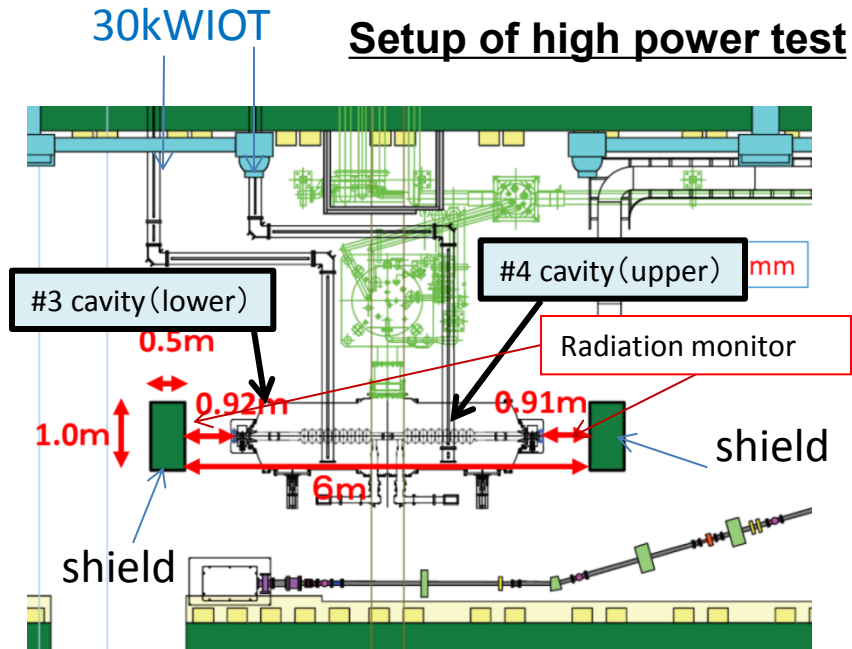 30kWIOT
Setup of high power test
#3 cavity（lower）
#4 cavity（upper）
mm
Radiation monitor
0.5m
0.92m
0.91m
1.0m
6m
shield
shield